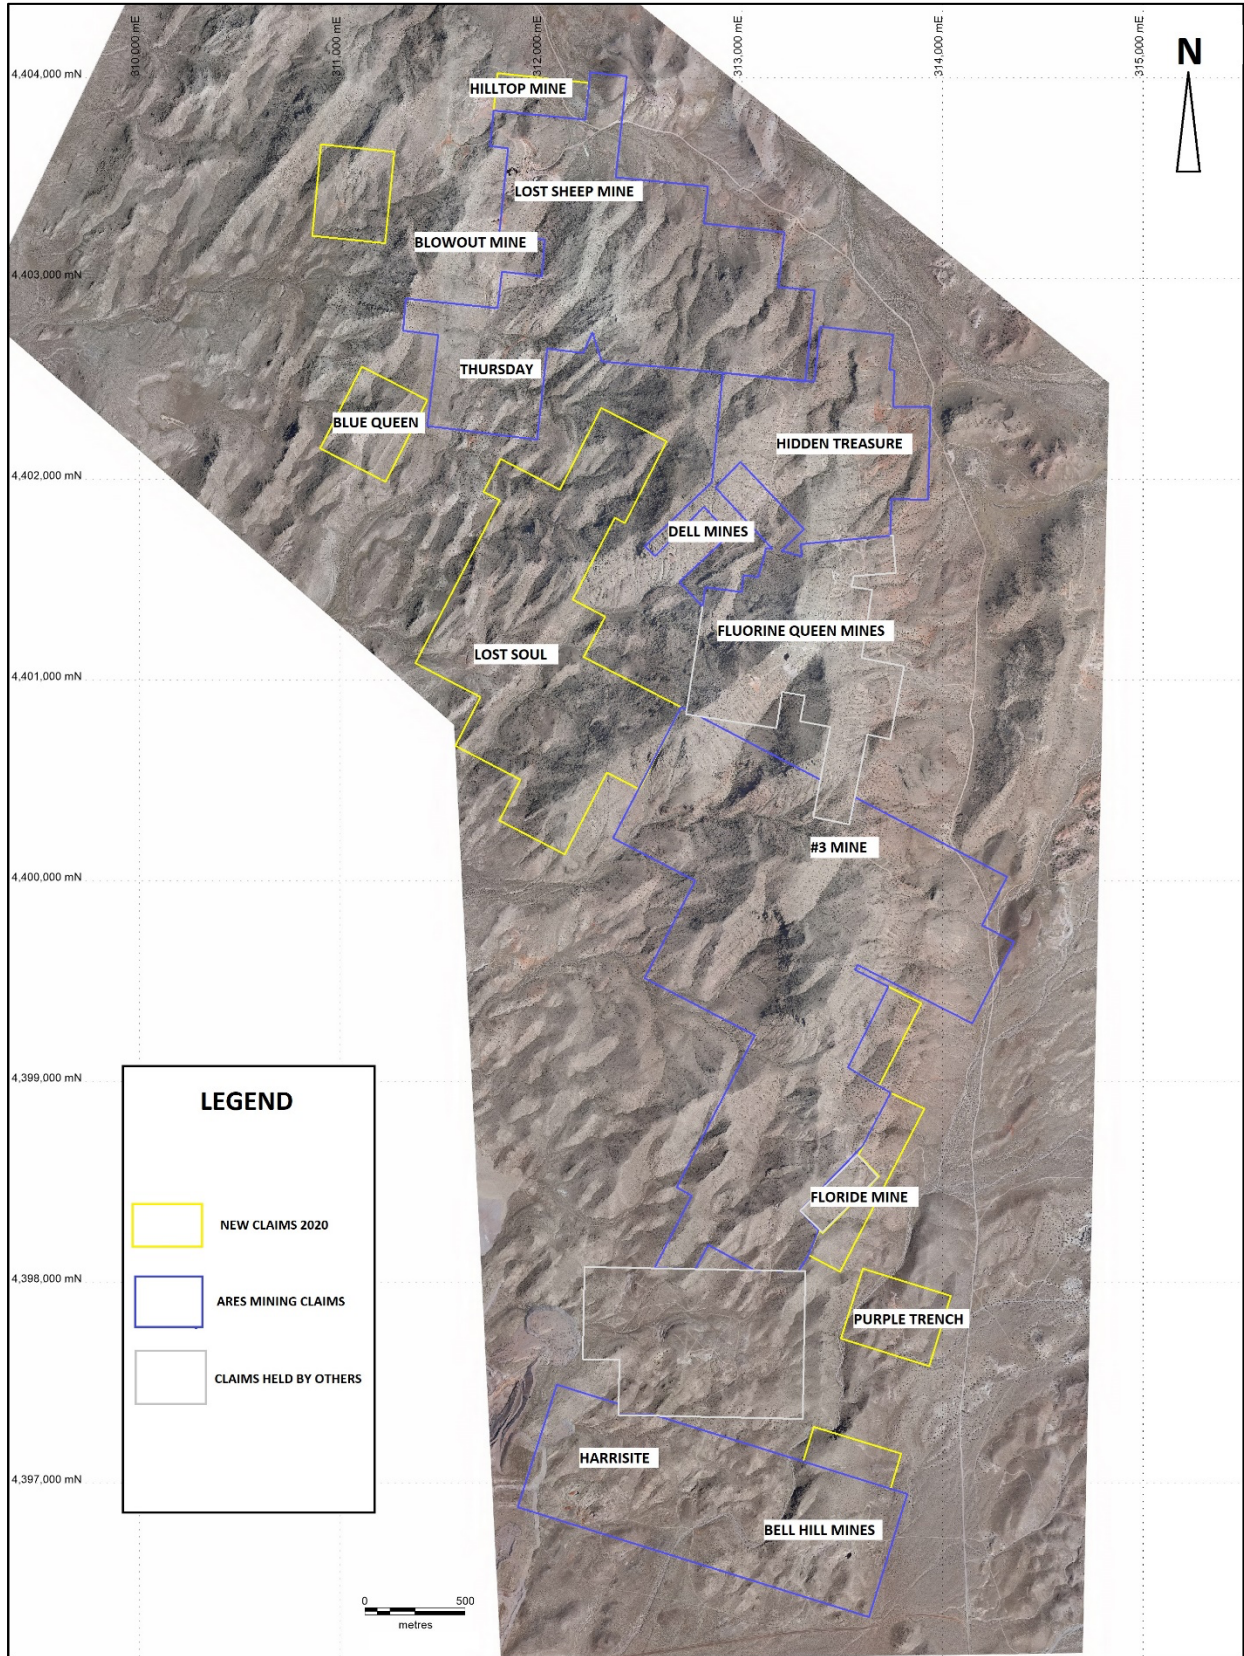 310,000 mE
311,000 mE
312,000 mE
313,000 mE
314,000 mE
315,000 mE
N
4,404,000 mN
HILLTOP MINE
LOST SHEEP MINE
BLOWOUT MINE
4,403,000 mN
THURSDAY
BLUE QUEEN
HIDDEN TREASURE
4,402,000 mN
DELL MINES
FLUORINE QUEEN MINES
LOST SOUL
4,401,000 mN
#3 MINE
4,400,000 mN
4,399,000 mN
LEGEND
NEW CLAIMS 2020
ARES MINING CLAIMS
CLAIMS HELD BY OTHERS
FLORIDE MINE
4,398,000 mN
PURPLE TRENCH
HARRISITE
4,397,000 mN
BELL HILL MINES
0 500
metres